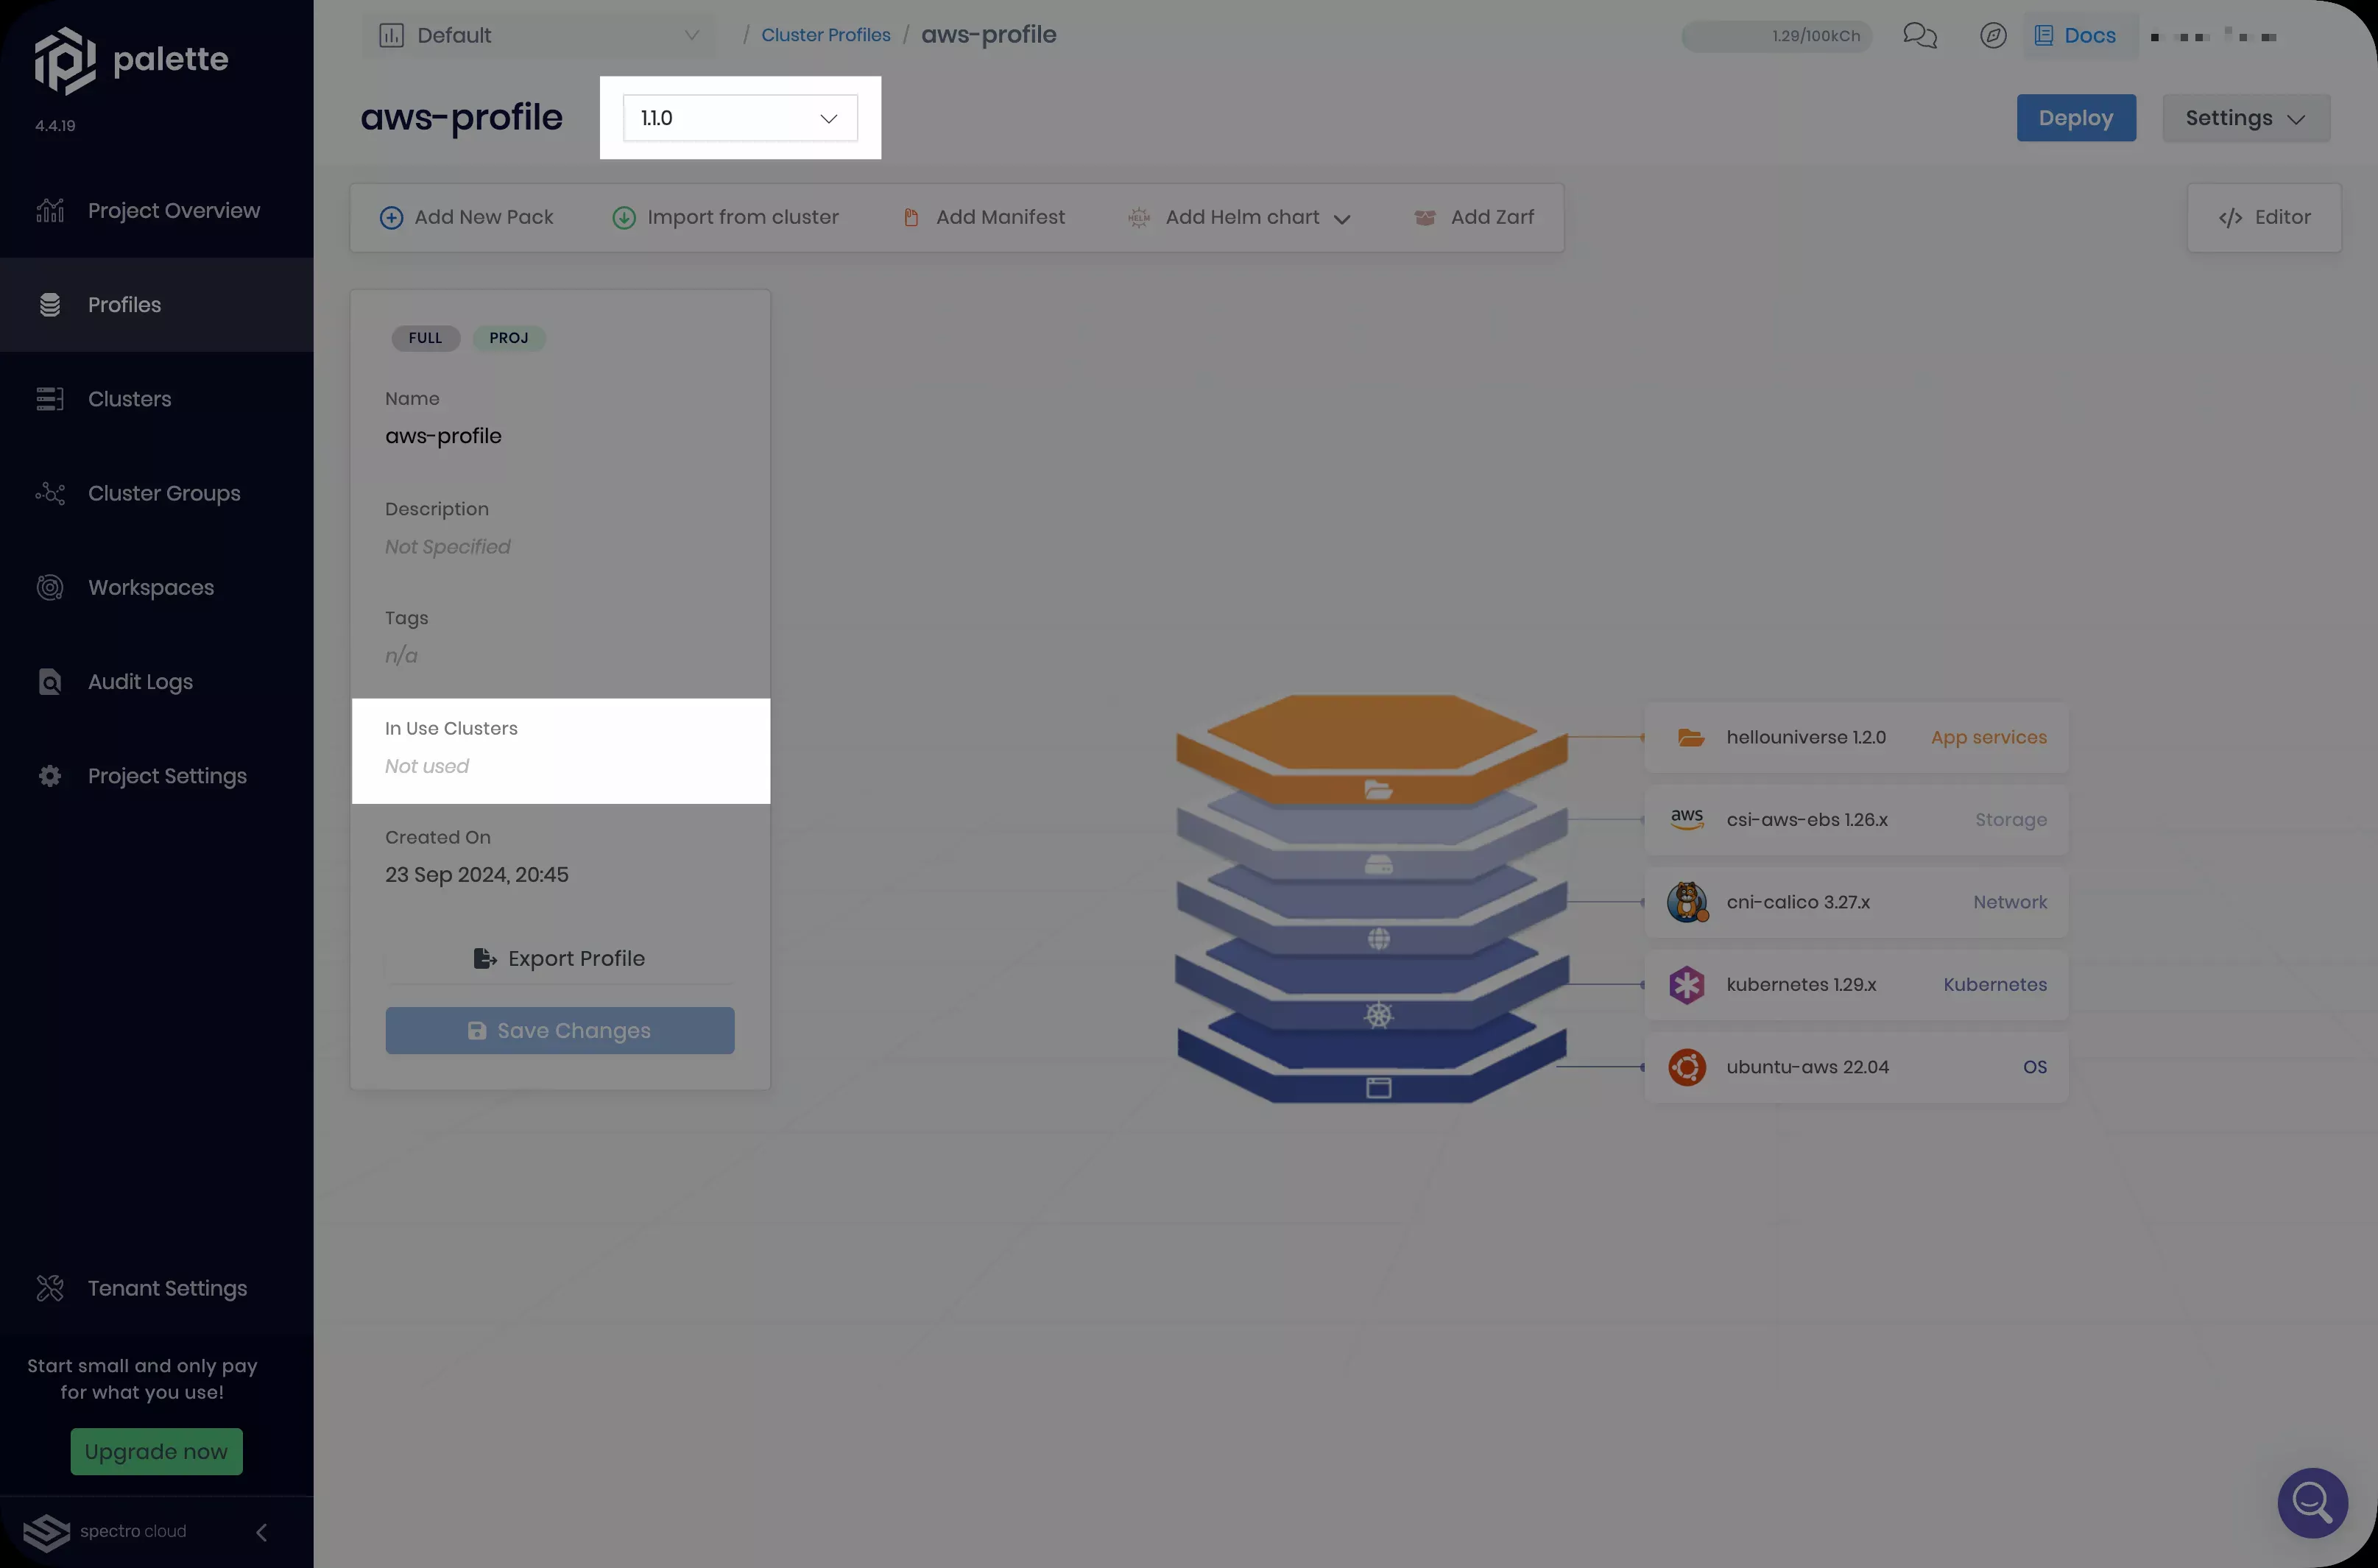 palette
4.4.19
Project Overview
Profiles
Clusters
Cluster Groups
Workspaces
Audit Logs
Project Settings
Tenant Settings
Start small and only pay
for what you use!
Upgrade now
spectro cloud
Default
/ Cluster Profiles / aws-profile
1.29/100kCh
Docs
aws-profile
1.1.0
Deploy
Settings
Add New Pack
Import from cluster
Add Manifest
HELM
Add Helm chart
Add Zarf
</> Editor
FULL
PROJ
Name
aws-profile
Description
Not Specified
Tags
n/a
In Use Clusters
Not used
Created On
23 Sep 2024, 20:45
Export Profile
Save Changes
hellouniverse 1.2.0 App services
aws csi-aws-ebs 1.26.x Storage
cni-calico 3.27.x Network
kubernetes 1.29.x Kubernetes
ubuntu-aws 22.04 OS